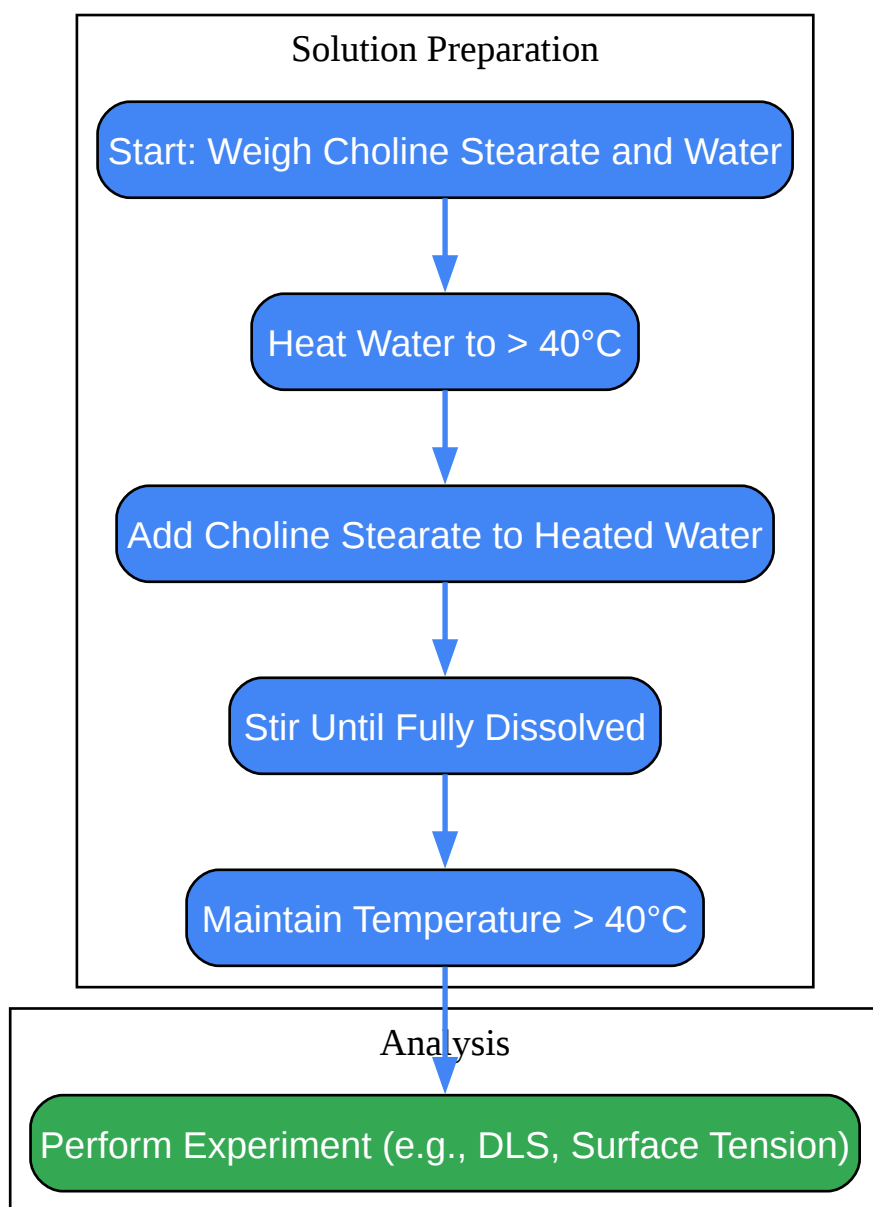 Solution Preparation
Start: Weigh Choline Stearate and Water
Heat Water to > 40°C
Add Choline Stearate to Heated Water
Stir Until Fully Dissolved
Maintain Temperature > 40°C
Analysis
Perform Experiment (e.g., DLS, Surface Tension)